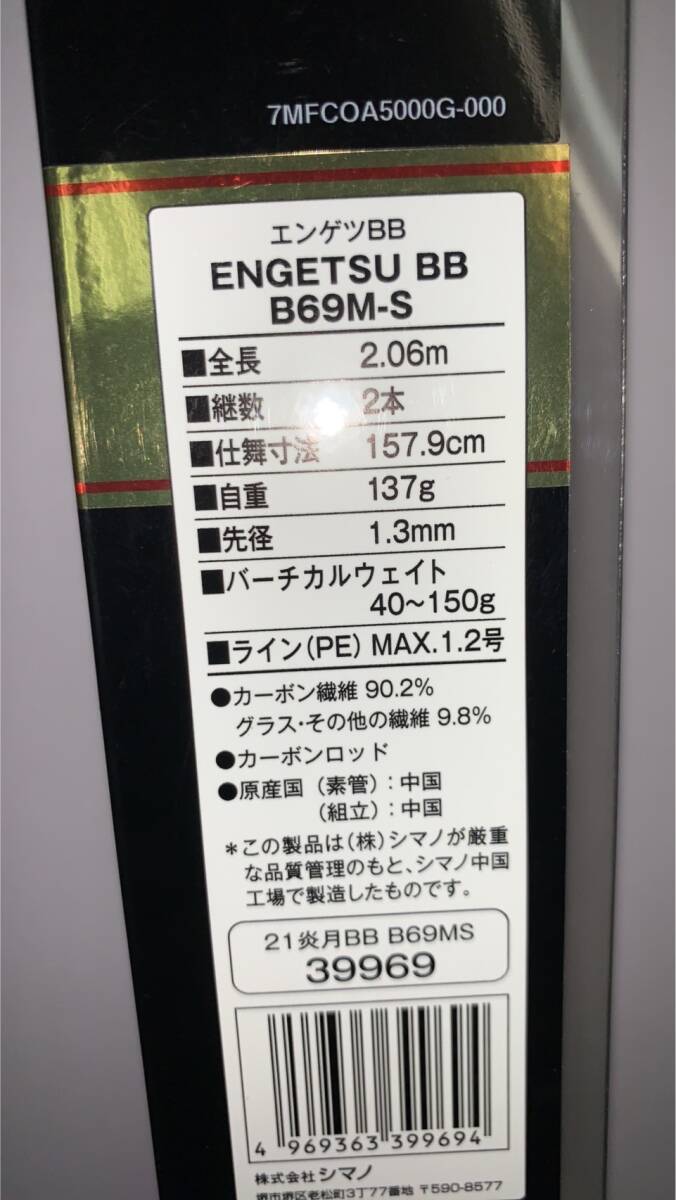 7MFCOA5000G-000
エンゲツBB
ENGETSU BB
B69M-S
■全長 2.06m
■継数 2本
■仕舞寸法 157.9cm
■自重 137g
■先径 1.3mm
■バーチカルウェイト
40~150g
■ライン(PE) MAX.1.2号
●カーボン繊維 90.2%
グラス・その他の繊維 9.8%
●カーボンロッド
●原産国(素管):中国
(組立):中国
*この製品は(株)シマノが厳重
な品質管理のもと、シマノ中国
工場で製造したものです。
21炎月BB B69MS
39969
4 969363 399694
株式会社シマノ
堺市堺区老松町3丁77番地 〒590-8577